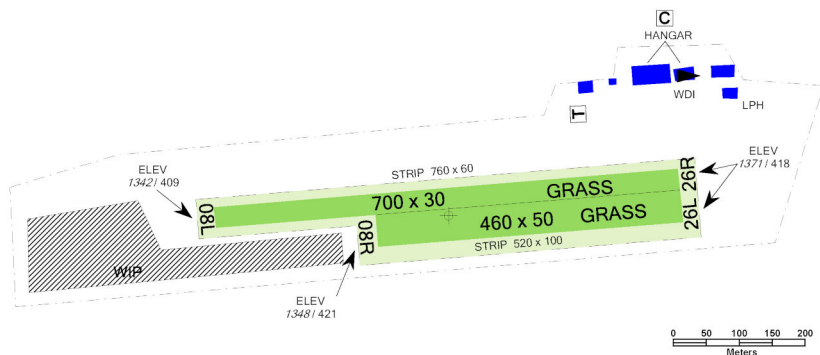 C
HANGAR
WDI
LPH
T
ELEV
1342 / 409
STRIP 760 x 60
ELEV
1371 / 418
08L
700 x 30
GRASS
26R
08R
460 x 50
GRASS
26L
STRIP 520 x 100
WIP
ELEV
1348 / 421
0 50 100 150 200
Meters